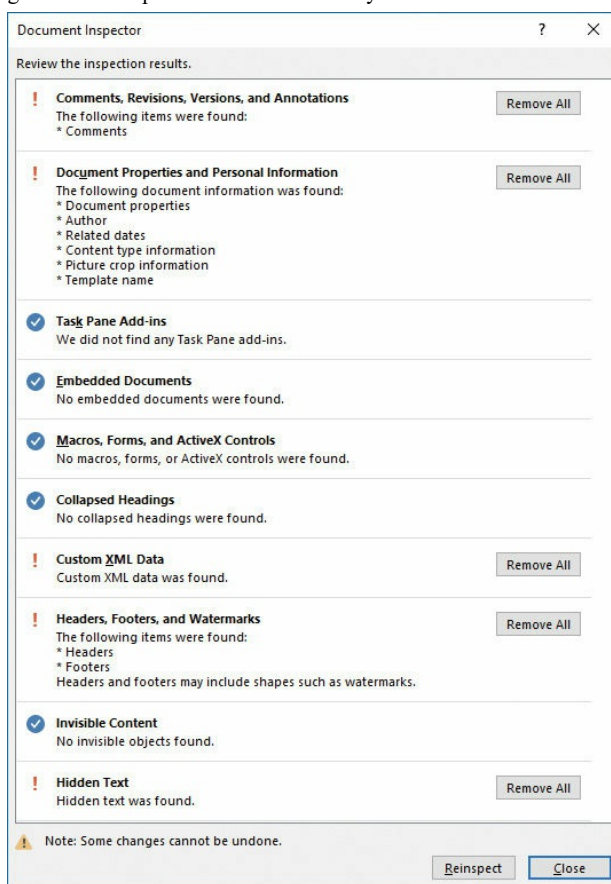 Document Inspector ? ×
Review the inspection results.
! Comments, Revisions, Versions, and Annotations Remove All
The following items were found:
* Comments
! Document Properties and Personal Information Remove All
The following document information was found:
* Document properties
* Author
* Related dates
* Content type information
* Picture crop information
* Template name
Task Pane Add-ins
We did not find any Task Pane add-ins.
Embedded Documents
No embedded documents were found.
Macros, Forms, and ActiveX Controls
No macros, forms, or ActiveX controls were found.
Collapsed Headings
No collapsed headings were found.
! Custom XML Data Remove All
Custom XML data was found.
! Headers, Footers, and Watermarks Remove All
The following items were found:
* Headers
* Footers
Headers and footers may include shapes such as watermarks.
Invisible Content
No invisible objects found.
! Hidden Text Remove All
Hidden text was found.
Note: Some changes cannot be undone.
Reinspect Close